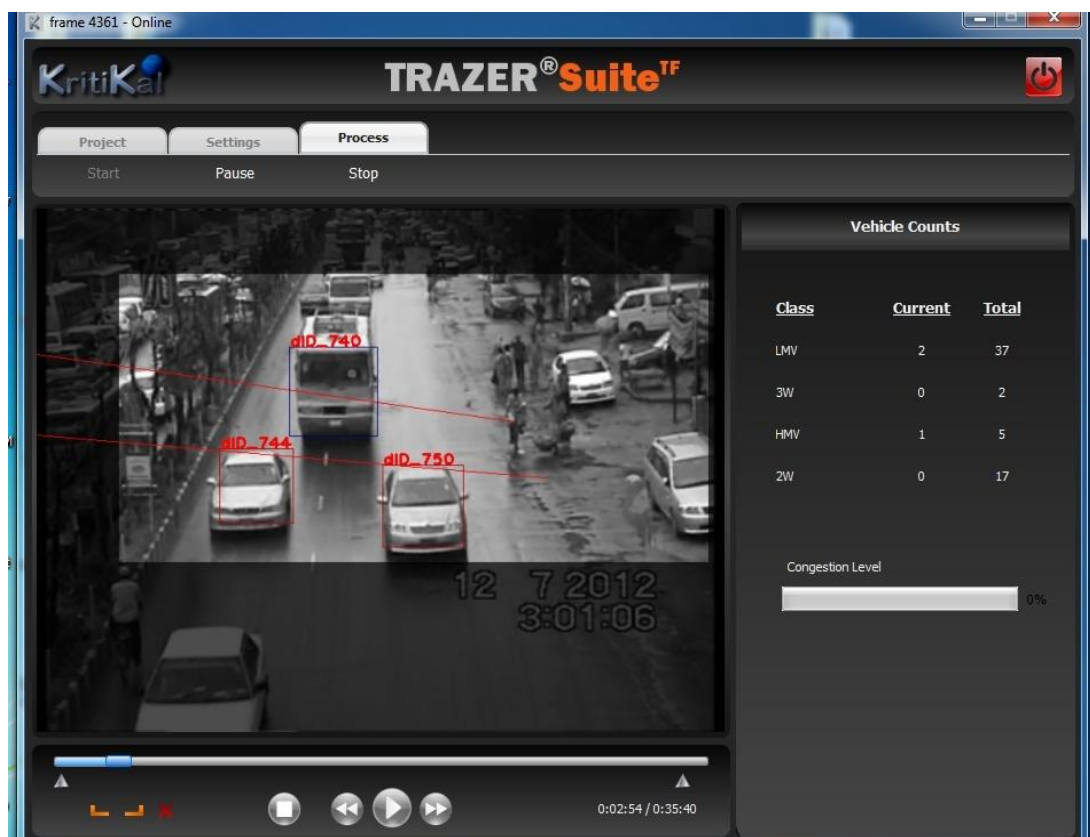 frame 4361 - Online
KritiKal
TRAZER®SuiteTF
Project Settings Process
Start Pause Stop
dID_740
dID_744
dID_750
12 7 2012
3:01:06
0:02:54 / 0:35:40
Vehicle Counts
Class Current Total
LMV 2 37
3W 0 2
HMV 1 5
2W 0 17
Congestion Level
0%